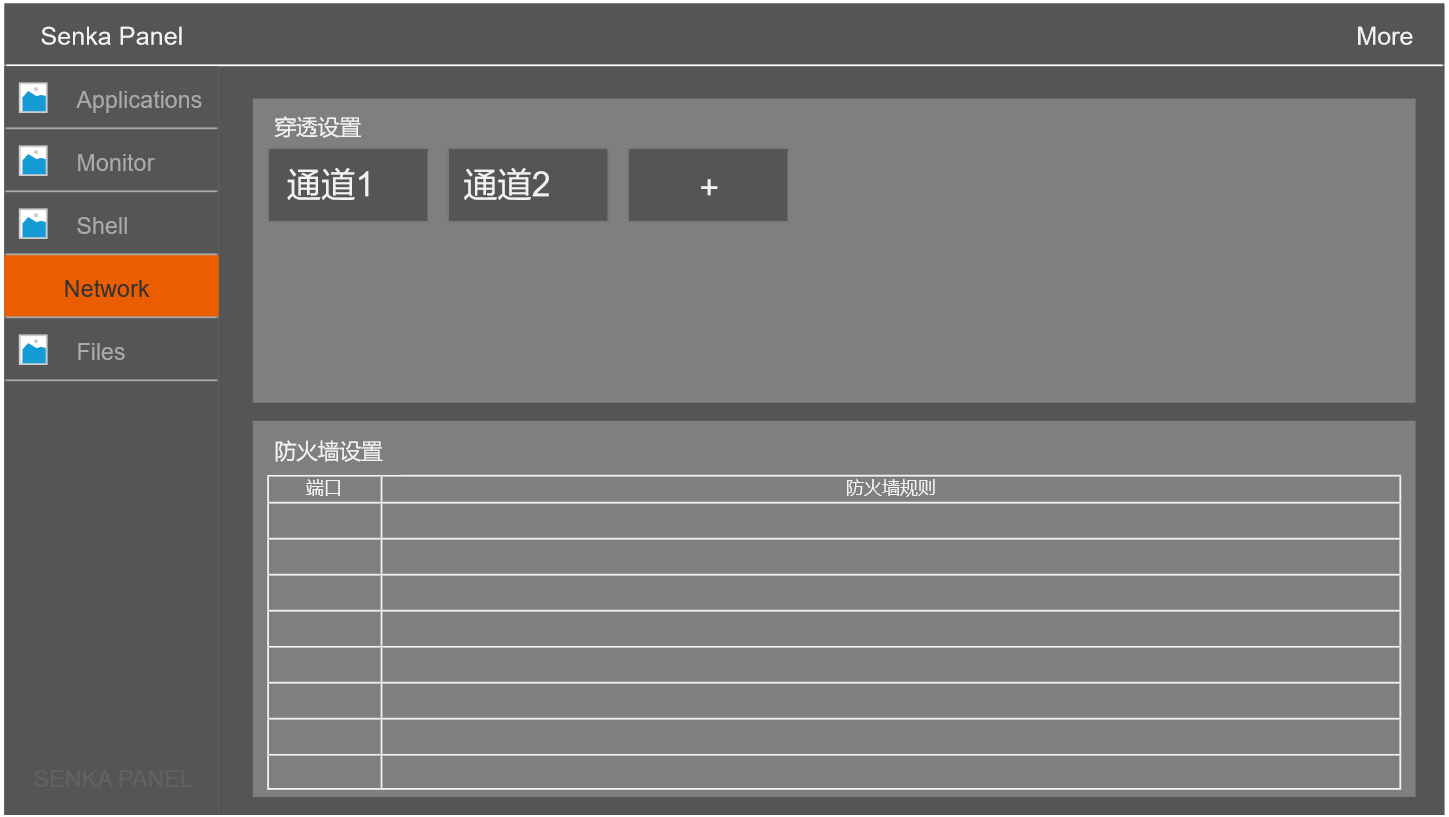 Senka Panel
More
Applications
Monitor
Shell
Network
Files
SENKA PANEL
穿透设置
通道1
通道2
+
防火墙设置
端口
防火墙规则